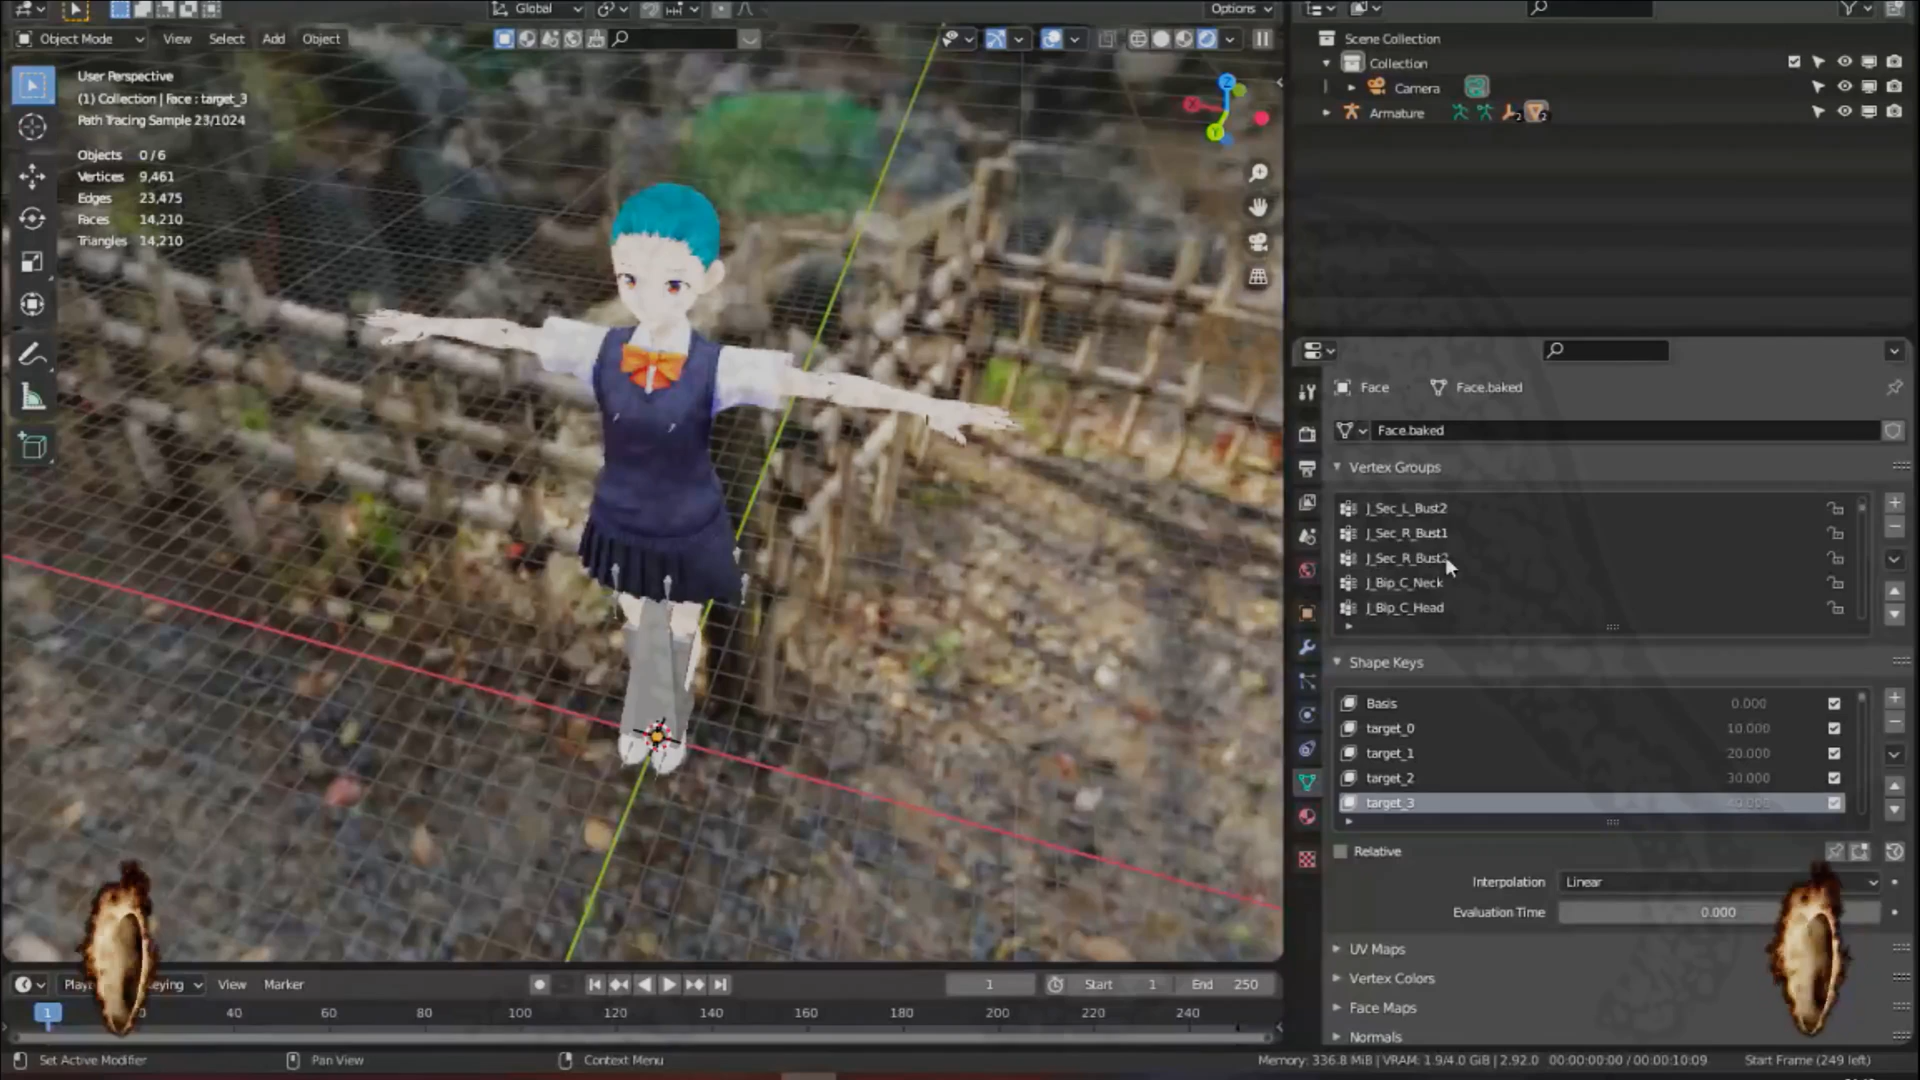 Global
Options
Object Mode
View
Select
Add
Object
User Perspective
(1) Collection | Face : target_3
Path Tracing Sample 23/1024
Objects 0/6
Vertices 9,461
Edges 23,475
Faces 14,210
Triangles 14,210
Z
X
Y
Scene Collection
Collection
Camera
Armature
2
2
Face
Face.baked
Face.baked
Vertex Groups
J_Sec_L_Bust2
J_Sec_R_Bust1
J_Sec_R_Bust2
J_Bip_C_Neck
J_Bip_C_Head
Shape Keys
Basis 0.000
target_0 10.000
target_1 20.000
target_2 30.000
target_3 40.000
Relative
Interpolation Linear
Evaluation Time 0.000
UV Maps
Vertex Colors
Face Maps
Normals
View
Marker
1
Start 1
End 250
1 40 60 80 100 120 140 160 180 200 220 240
Set Active Modifier
Pan View
Context Menu
Memory: 336.8 MiB | VRAM: 1.9/4.0 GiB | 2.92.0 00:00:00:00 / 00:00:10:09 Start Frame (249 left)